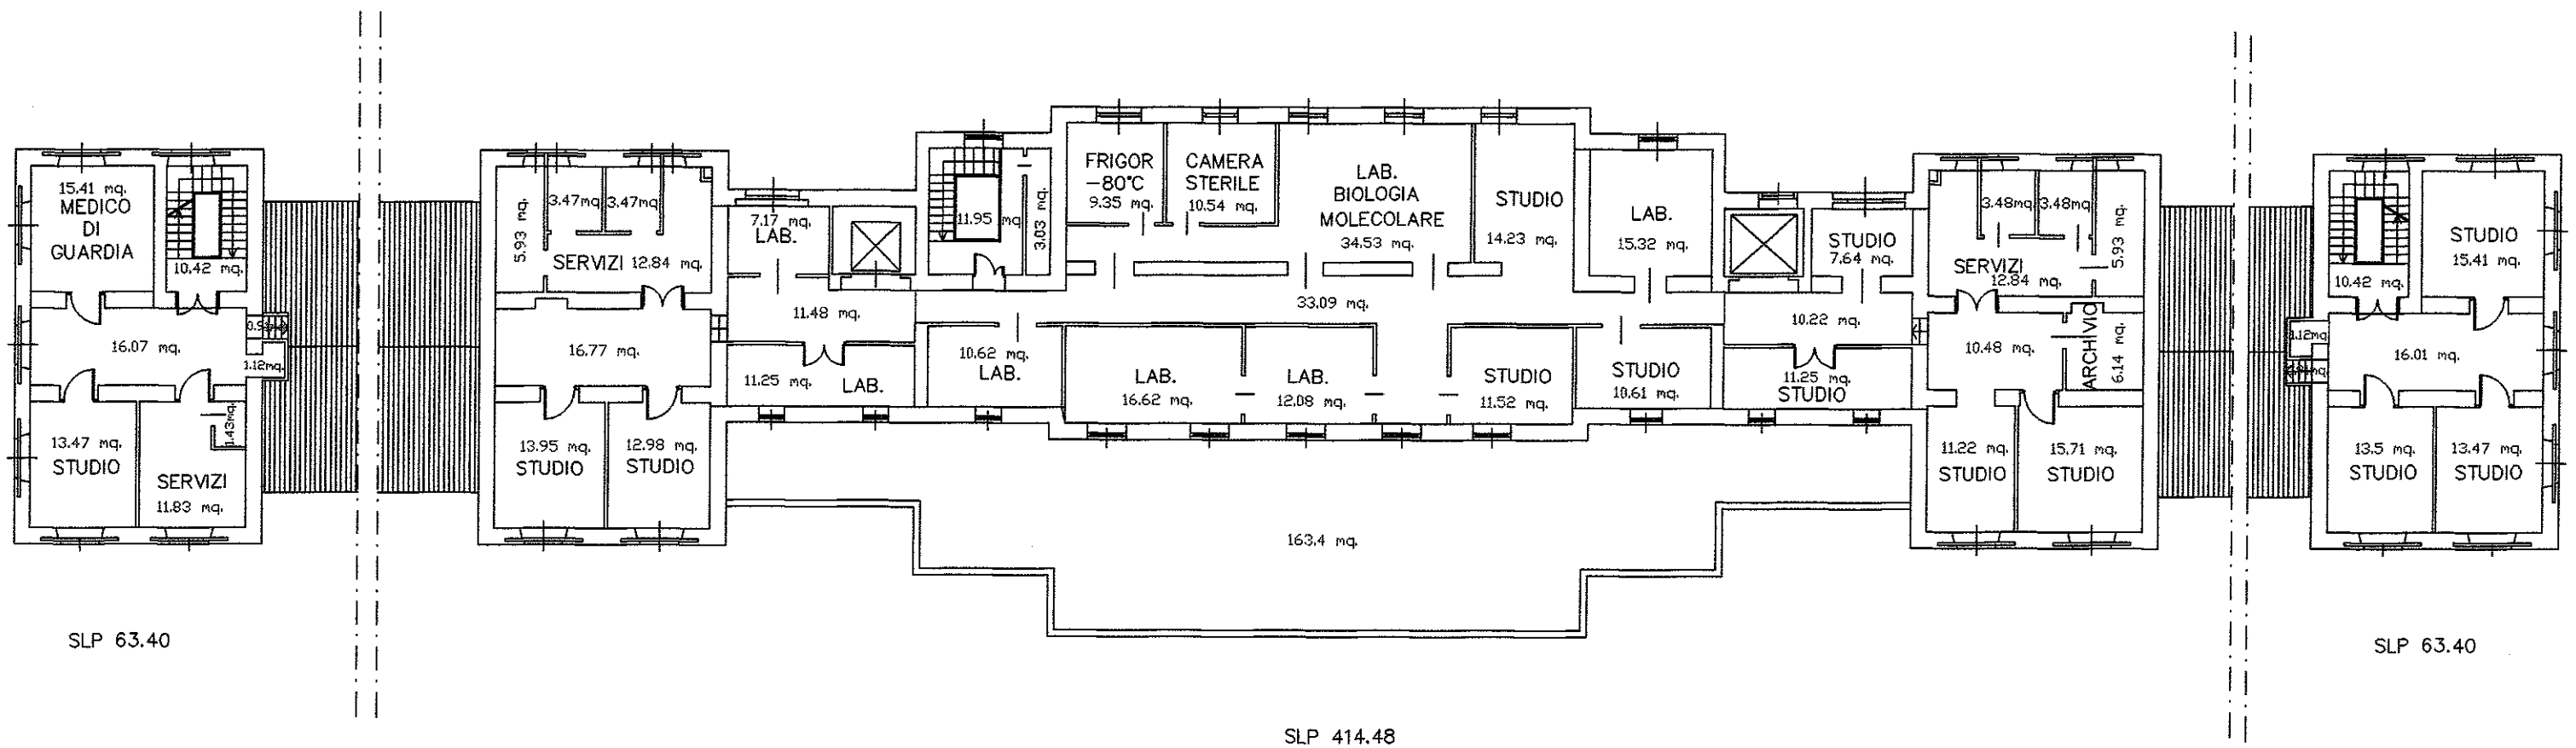 15.41 mq.
MEDICO
DI
GUARDIA
10.42 mq.
16.07 mq.
1.12mq.
13.47 mq.
STUDIO
1.43mq.
SERVIZI
11.83 mq.
SLP 63.40
5.93 mq.
3.47mq.
3.47mq.
SERVIZI 12.84 mq.
16.77 mq.
13.95 mq.
STUDIO
12.98 mq.
STUDIO
7.17 mq.
LAB.
11.48 mq.
11.25 mq.
LAB.
11.95 mq.
3.03 mq.
10.62 mq.
LAB.
FRIGOR
-80°C
9.35 mq.
CAMERA
STERILE
10.54 mq.
LAB.
BIOLOGIA
MOLECOLARE
34.53 mq.
STUDIO
14.23 mq.
33.09 mq.
LAB.
16.62 mq.
LAB.
12.08 mq.
STUDIO
11.52 mq.
LAB.
15.32 mq.
STUDIO
10.61 mq.
STUDIO
7.64 mq.
10.22 mq.
11.25 mq.
STUDIO
163.4 mq.
SLP 414.48
3.48mq.
3.48mq.
5.93 mq.
SERVIZI
12.84 mq.
10.48 mq.
ARCHIVIO
6.14 mq.
11.22 mq.
STUDIO
15.71 mq.
STUDIO
10.42 mq.
STUDIO
15.41 mq.
1.12mq.
16.01 mq.
13.5 mq.
STUDIO
13.47 mq.
STUDIO
SLP 63.40